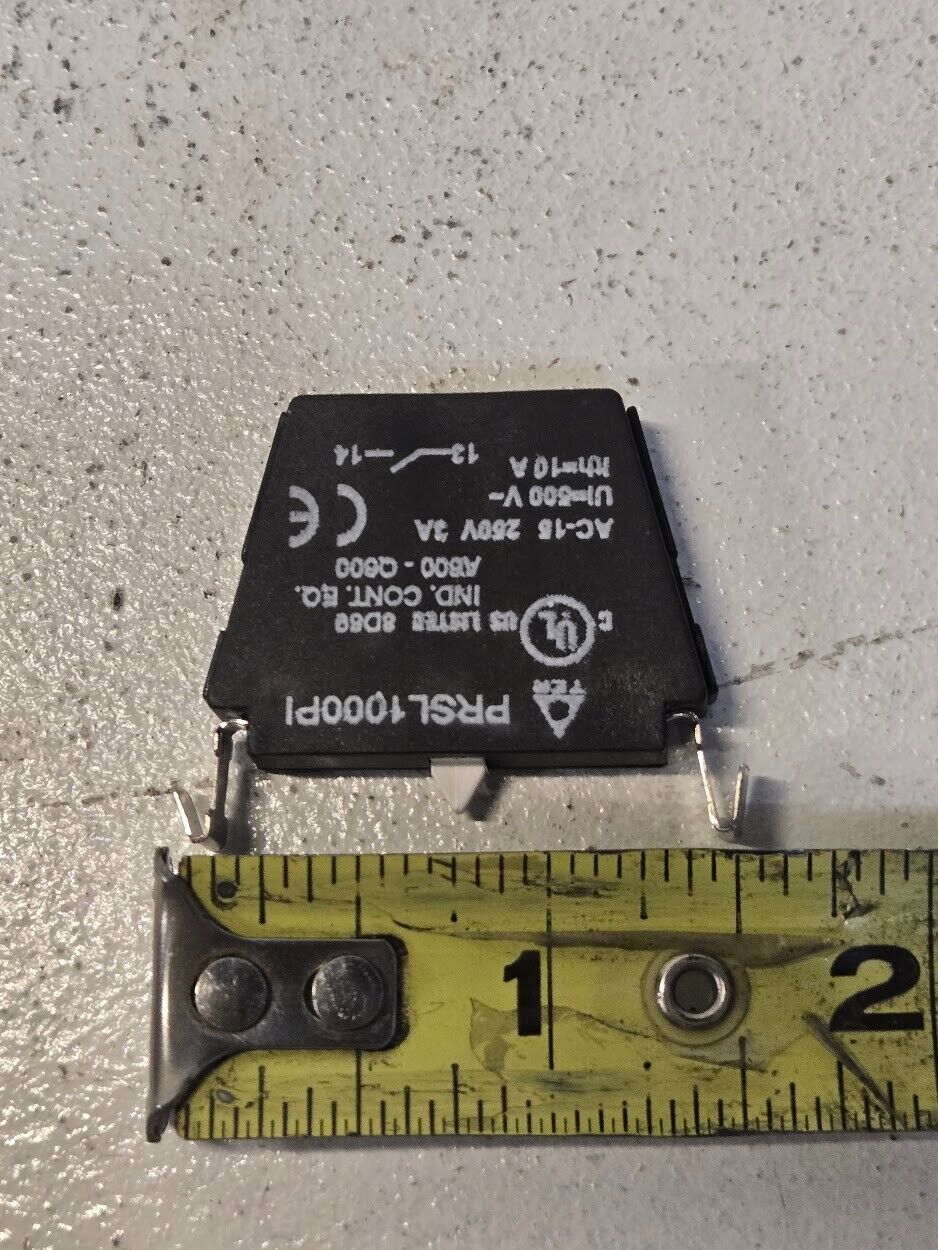 TER
PRSL1000PI
C UL US LISTED 8D69
IND. CONT. EQ.
A600 - Q600
AC-15 250V 3A
Ui=500 V~
Ith=10 A
CE
13 14
1 2